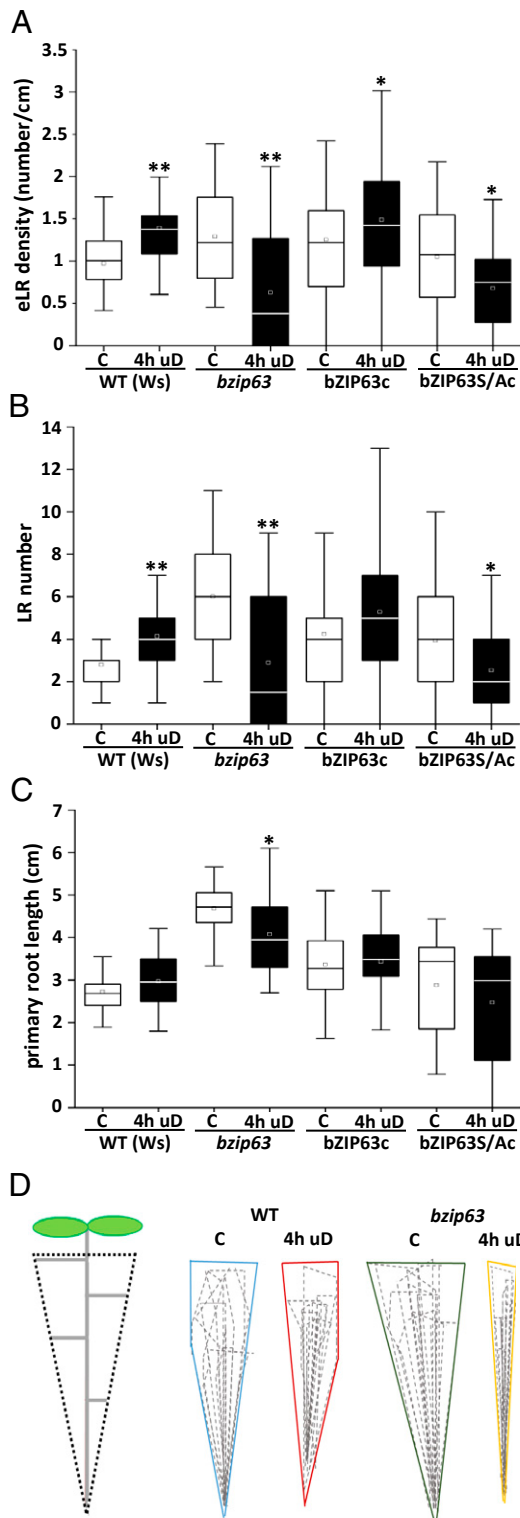 A
eLR density (number/cm)
3.5
3
2.5
2
1.5
1
0.5
0
** ** * *
C 4h uD C 4h uD C 4h uD C 4h uD
WT (Ws) bzip63 bZIP63c bZIP63S/Ac
B
LR number
14
12
10
8
6
4
2
0
** ** *
C 4h uD C 4h uD C 4h uD C 4h uD
WT (Ws) bzip63 bZIP63c bZIP63S/Ac
C
primary root length (cm)
7
6
5
4
3
2
1
0
*
C 4h uD C 4h uD C 4h uD C 4h uD
WT (Ws) bzip63 bZIP63c bZIP63S/Ac
D
WT bzip63
C 4h uD C 4h uD